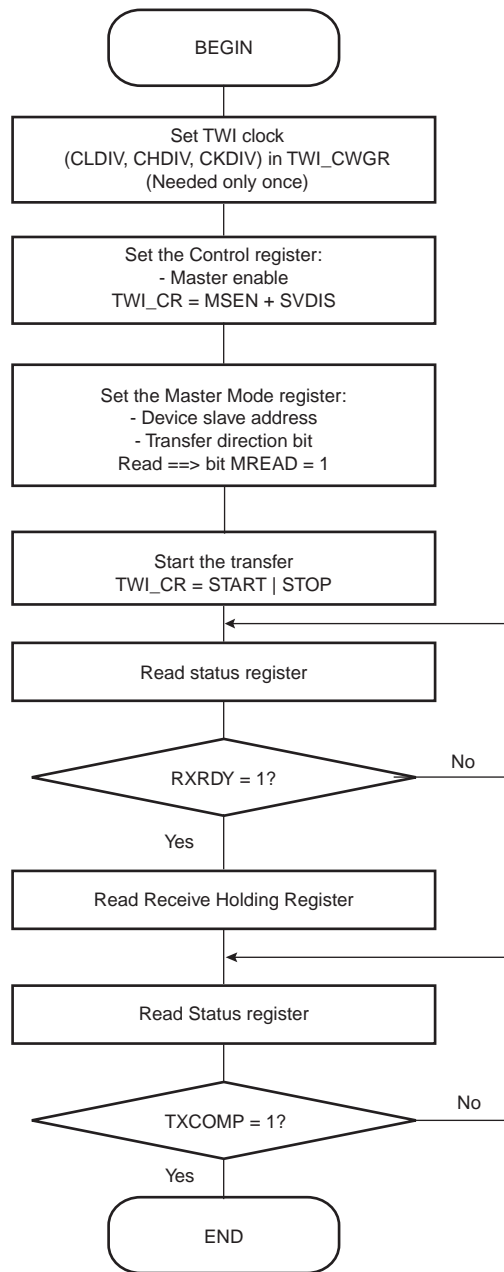 BEGIN
Set TWI clock
(CLDIV, CHDIV, CKDIV) in TWI_CWGR
(Needed only once)
Set the Control register:
- Master enable
TWI_CR = MSEN + SVDIS
Set the Master Mode register:
- Device slave address
- Transfer direction bit
Read ==> bit MREAD = 1
Start the transfer
TWI_CR = START | STOP
Read status register
RXRDY = 1?
No
Yes
Read Receive Holding Register
Read Status register
TXCOMP = 1?
No
Yes
END